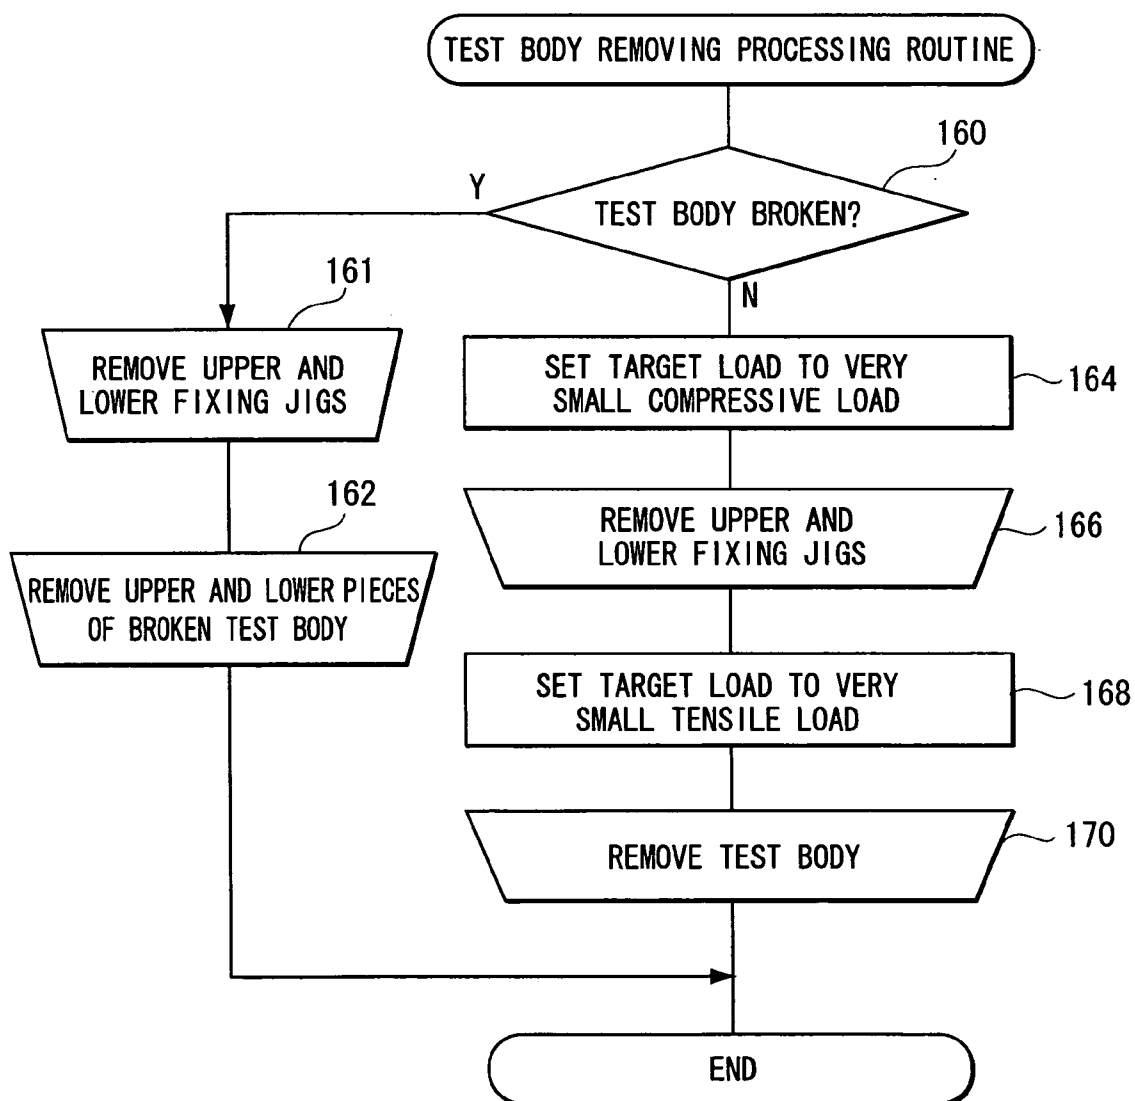 TEST BODY REMOVING PROCESSING ROUTINE
160
Y
TEST BODY BROKEN?
N
161
REMOVE UPPER AND
LOWER FIXING JIGS
162
REMOVE UPPER AND LOWER PIECES
OF BROKEN TEST BODY
SET TARGET LOAD TO VERY
SMALL COMPRESSIVE LOAD
164
REMOVE UPPER AND
LOWER FIXING JIGS
166
SET TARGET LOAD TO VERY
SMALL TENSILE LOAD
168
REMOVE TEST BODY
170
END